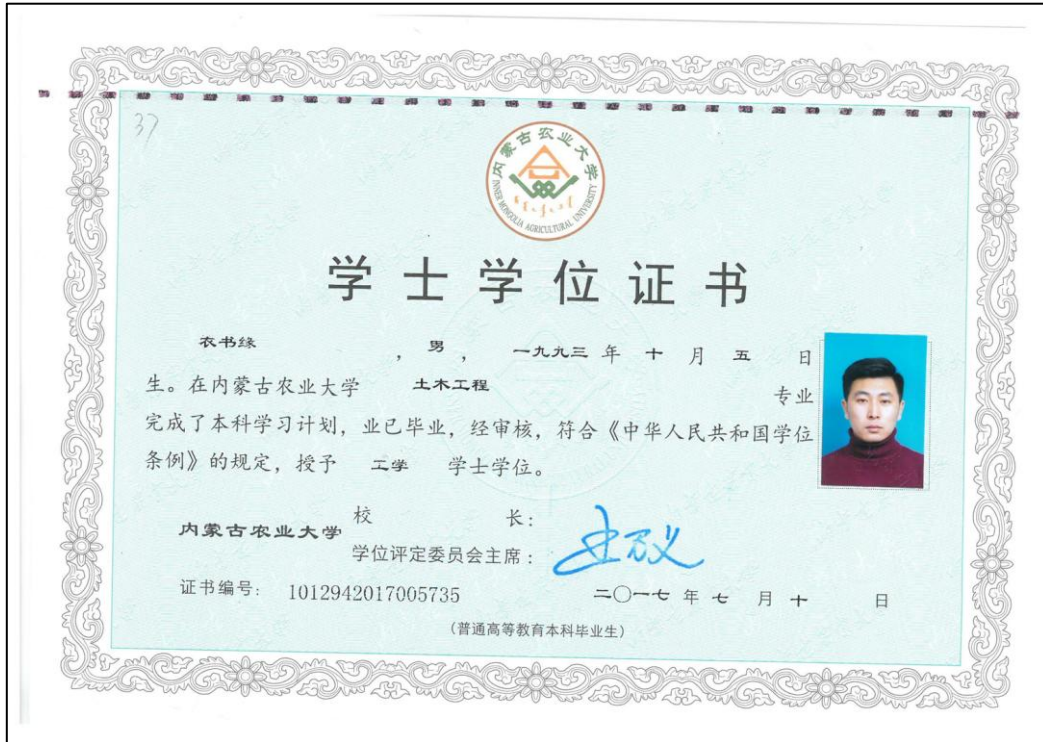 37
内蒙古农业大学
INNER MONGOLIA AGRICULTURAL UNIVERSITY
学士学位证书
衣书缘 , 男 , 一九九三 年 十 月 五 日
生。在内蒙古农业大学 土木工程 专业
完成了本科学习计划, 业已毕业, 经审核, 符合《中华人民共和国学位
条例》的规定, 授予 工学 学士学位。
内蒙古农业大学
校 长:
学位评定委员会主席:
证书编号: 1012942017005735
二〇一七 年 七 月 十 日
(普通高等教育本科毕业生)